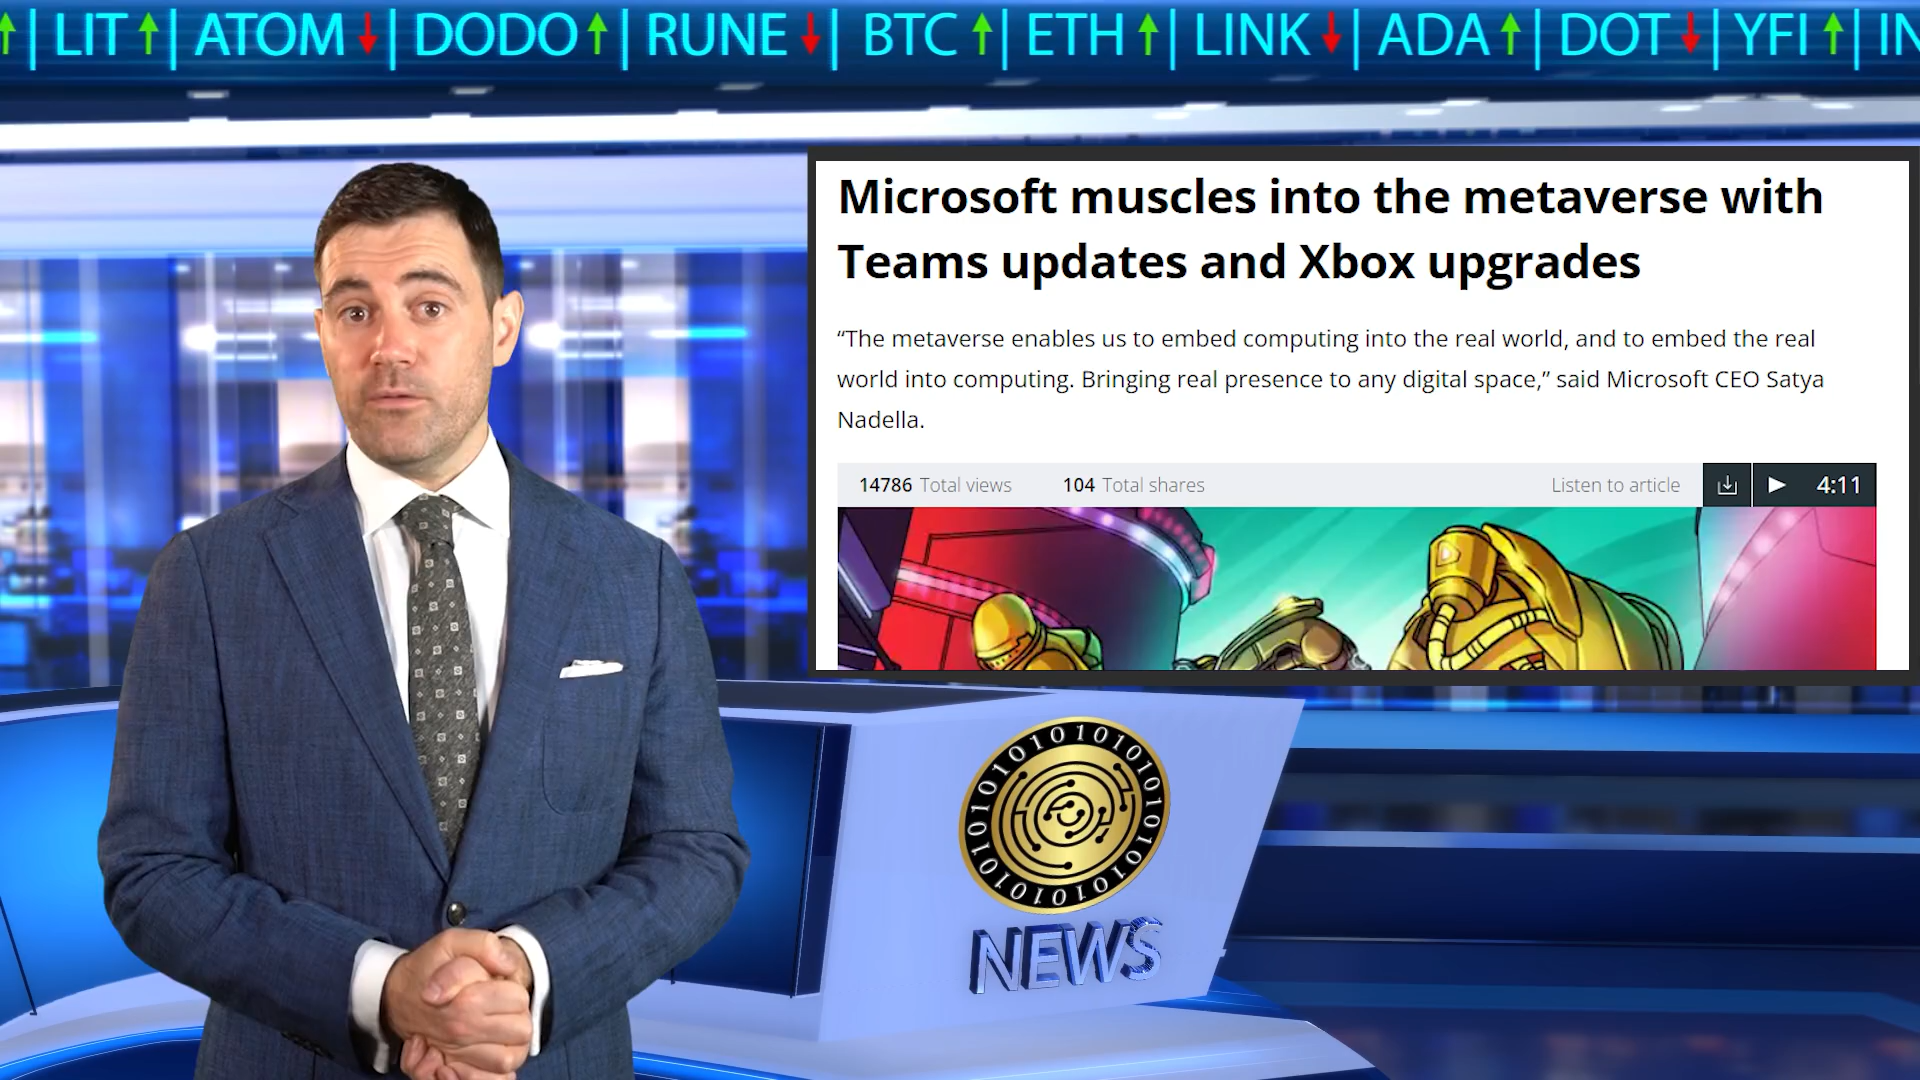 LIT ATOM DODO RUNE BTC ETH LINK ADA DOT YFI IN
Microsoft muscles into the metaverse with
Teams updates and Xbox upgrades
“The metaverse enables us to embed computing into the real world, and to embed the real
world into computing. Bringing real presence to any digital space,” said Microsoft CEO Satya
Nadella.
14786 Total views 104 Total shares Listen to article 4:11
NEWS